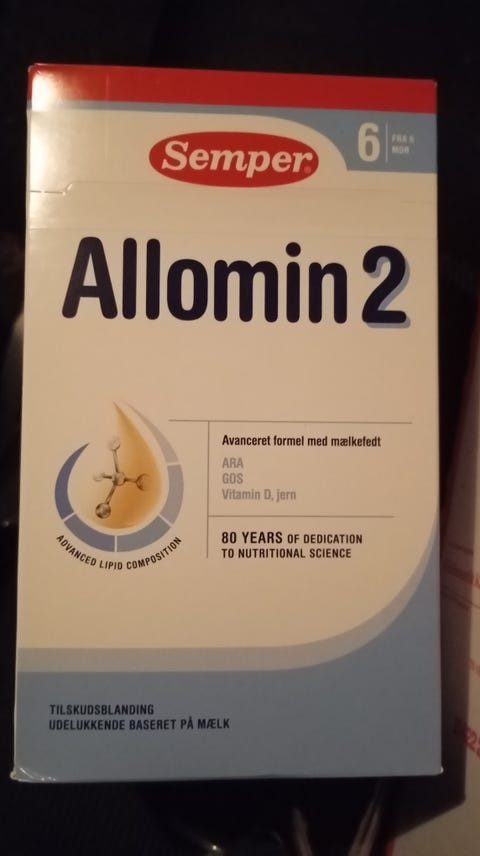 Semper®
6
FRA 6
MDR
Allomin 2
Avanceret formel med mælkefedt
ARA
GOS
Vitamin D, jern
80 YEARS OF DEDICATION
TO NUTRITIONAL SCIENCE
ADVANCED LIPID COMPOSITION
TILSKUDSBLANDING
UDELUKKENDE BASERET PÅ MÆLK